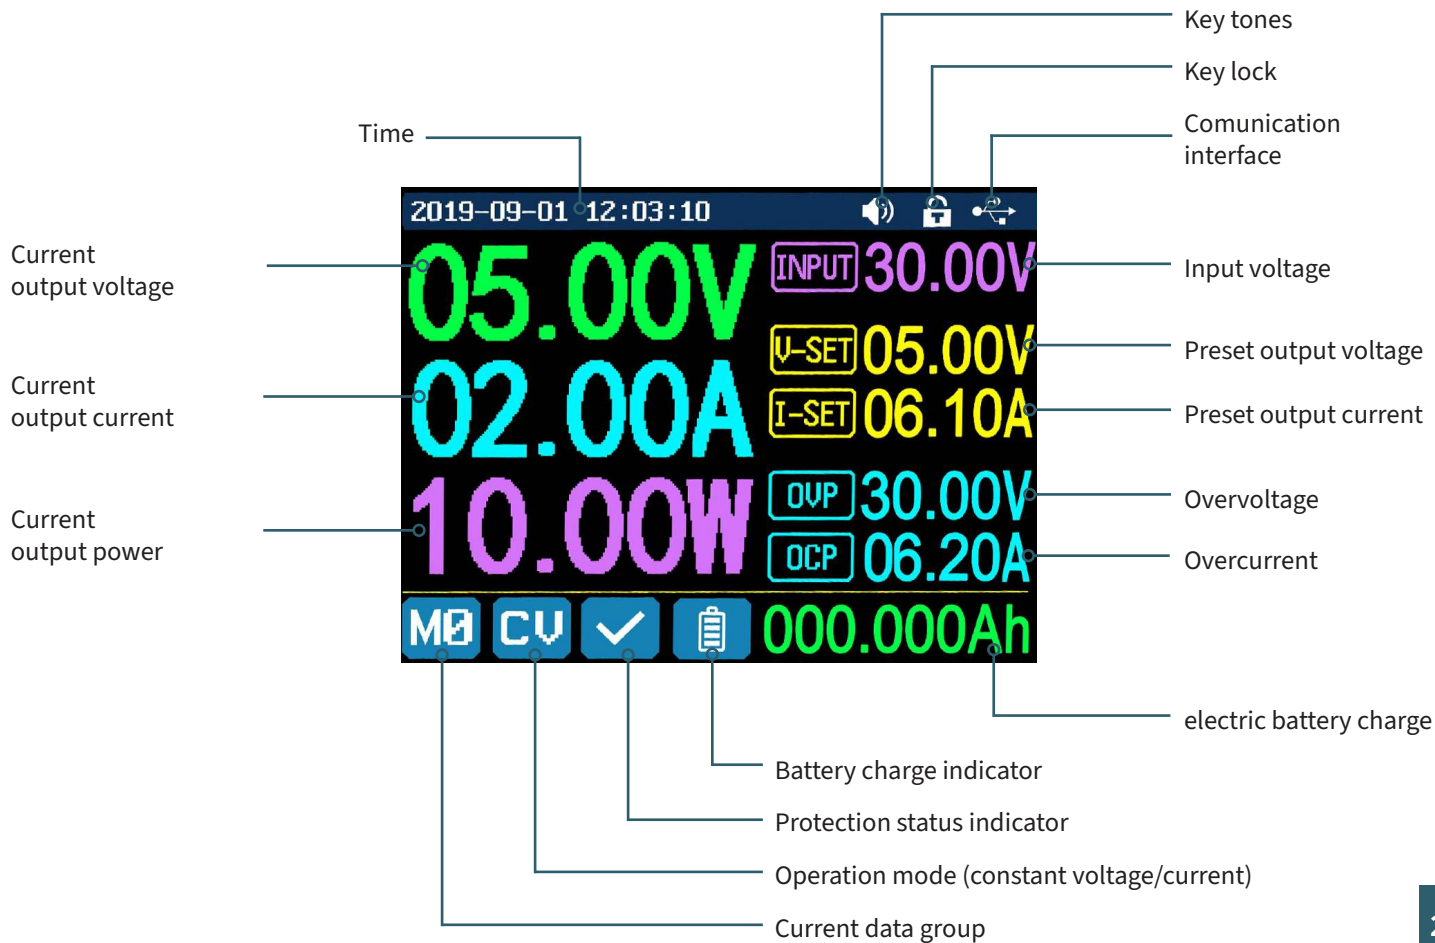 Key tones
Key lock
Comunication
interface
Time
2019-09-01 12:03:10
Current
output voltage
05.00V
INPUT 30.00V
Input voltage
V-SET 05.00V
Preset output voltage
Current
output current
02.00A
I-SET 06.10A
Preset output current
Current
output power
10.00W
OVP 30.00V
Overvoltage
OCP 06.20A
Overcurrent
M0 CV 000.000Ah
electric battery charge
Battery charge indicator
Protection status indicator
Operation mode (constant voltage/current)
Current data group